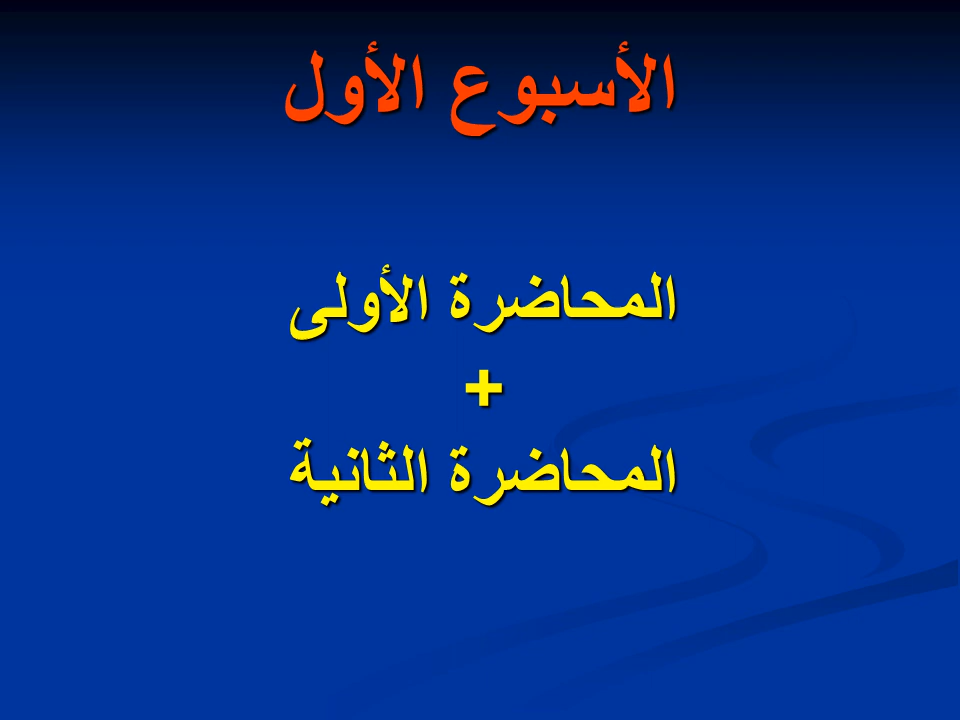 الأسبوع الأول
المحاضرة الأولى
+
المحاضرة الثانية